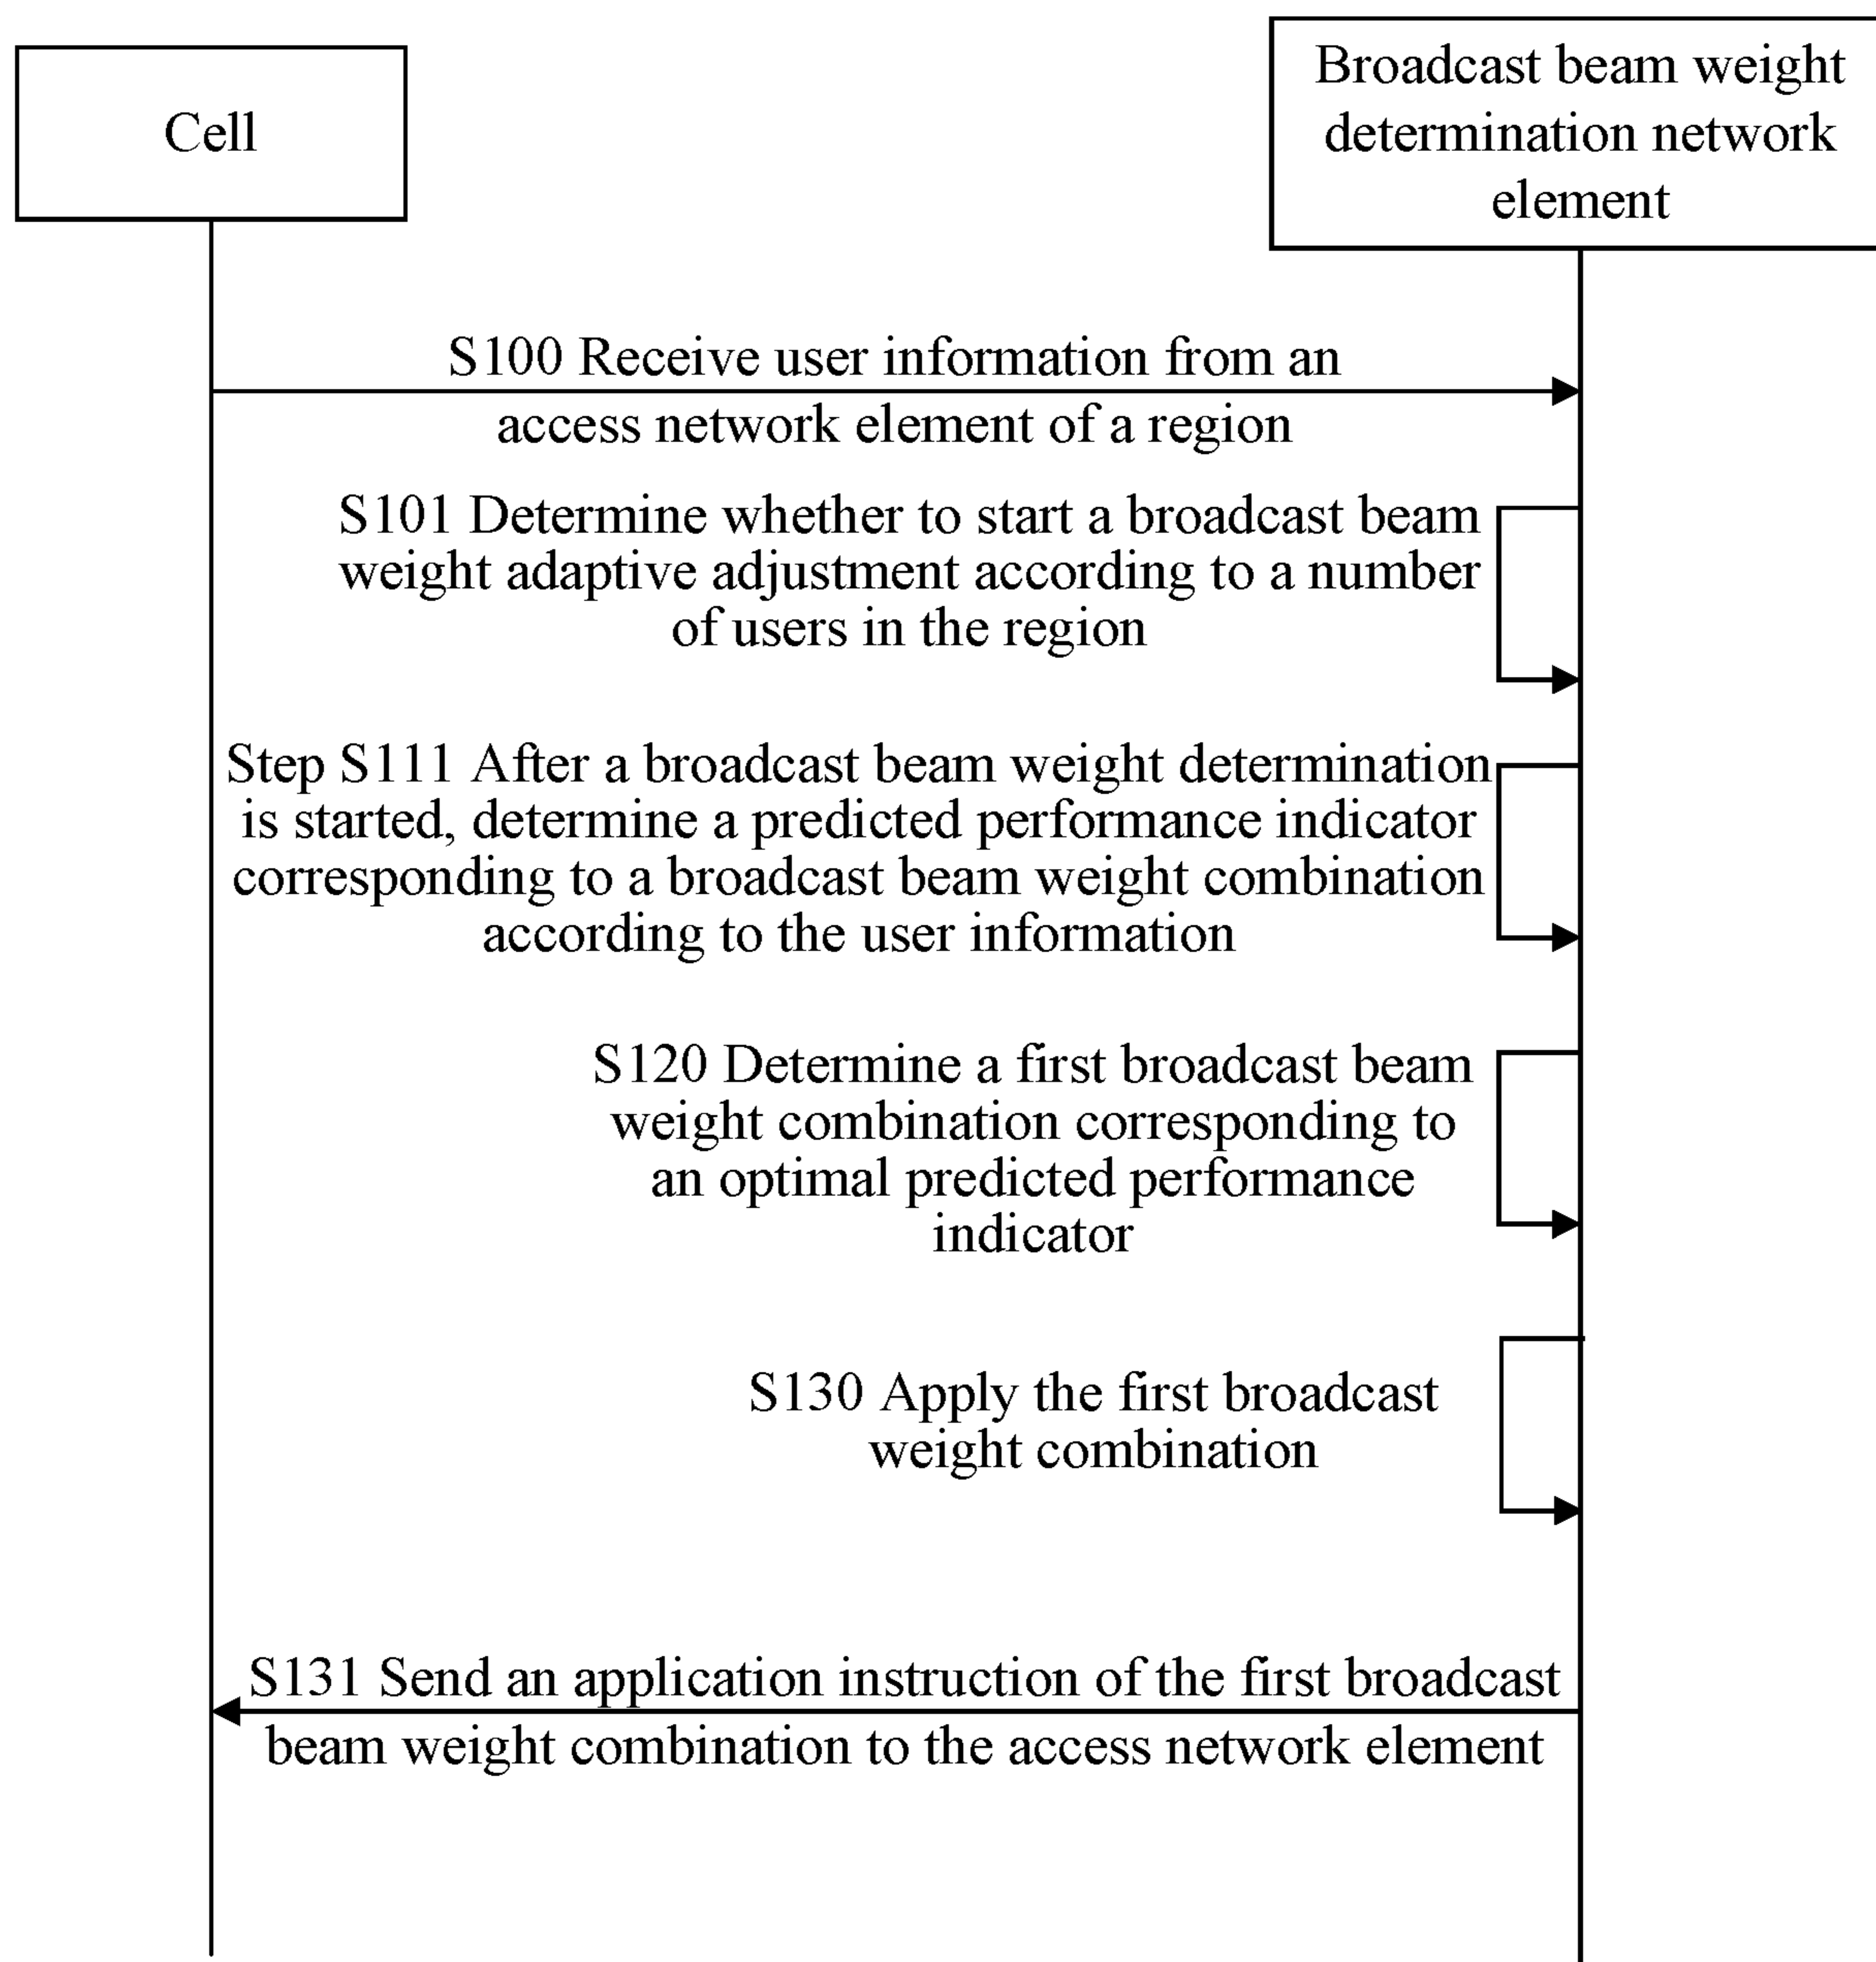 Cell
Broadcast beam weight
determination network
element
S100 Receive user information from an
access network element of a region
S101 Determine whether to start a broadcast beam
weight adaptive adjustment according to a number
of users in the region
Step S111 After a broadcast beam weight determination
is started, determine a predicted performance indicator
corresponding to a broadcast beam weight combination
according to the user information
S120 Determine a first broadcast beam
weight combination corresponding to
an optimal predicted performance
indicator
S130 Apply the first broadcast
weight combination
S131 Send an application instruction of the first broadcast
beam weight combination to the access network element